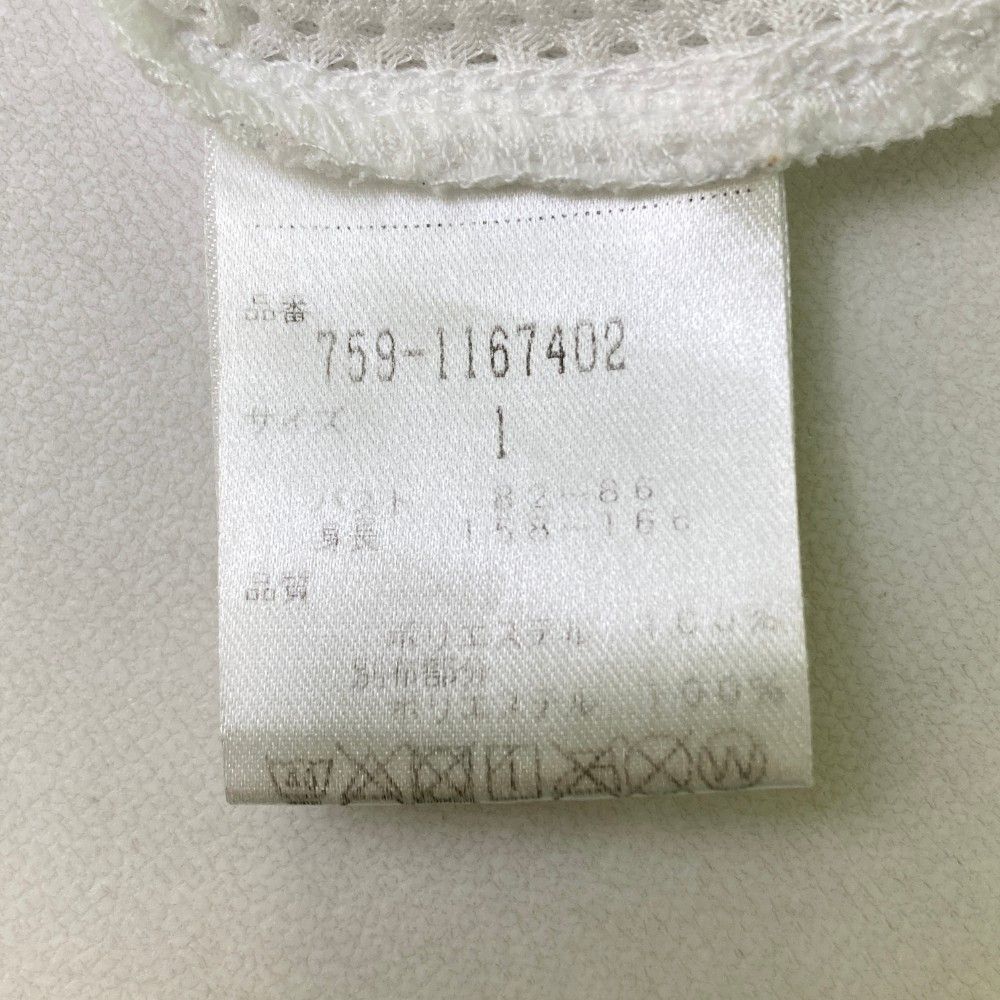 品番
759-1167402
サイズ 1
バスト 82-86
身長 158-166
品質
ポリエステル 100%
別布部分
ポリエステル 100%